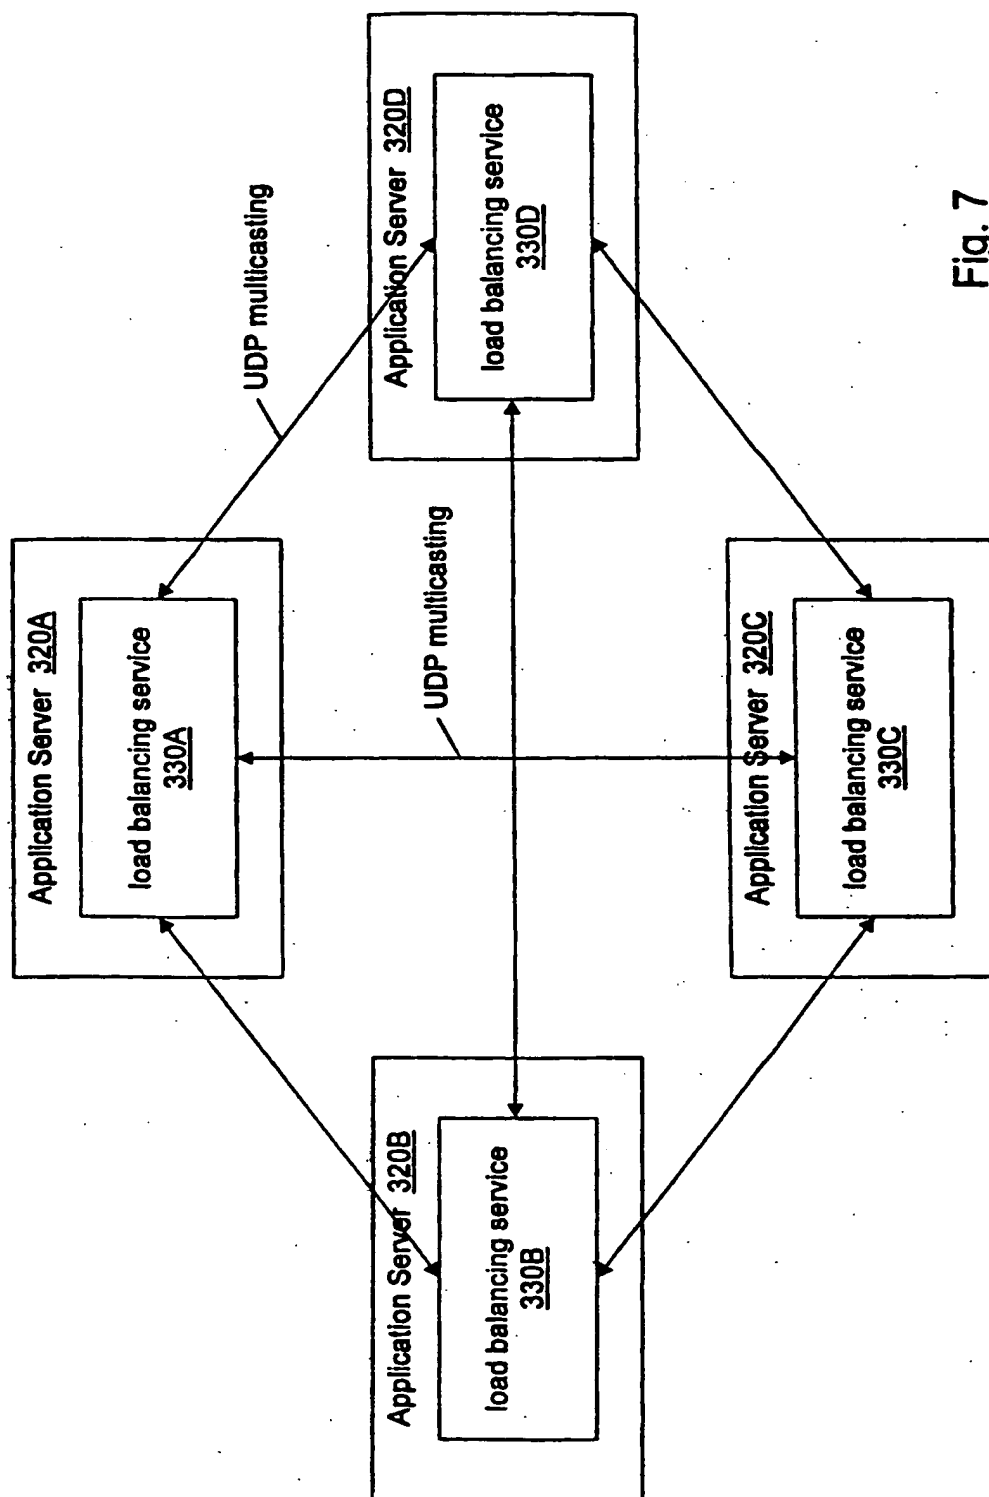 Application Server 320A
load balancing service
330A
UDP multicasting
Application Server 320B
load balancing service
330B
UDP multicasting
Application Server 320D
load balancing service
330D
Application Server 320C
load balancing service
330C
Fig. 7